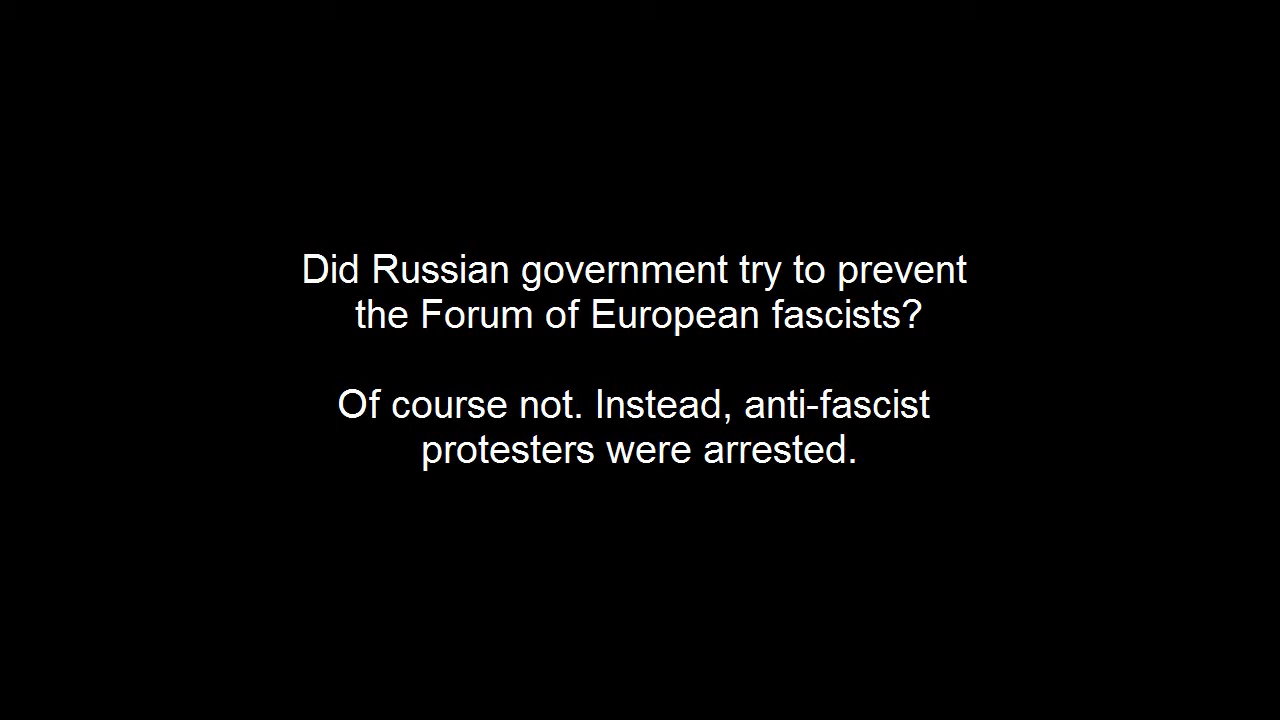 Did Russian government try to prevent
the Forum of European fascists?
Of course not. Instead, anti-fascist
protesters were arrested.